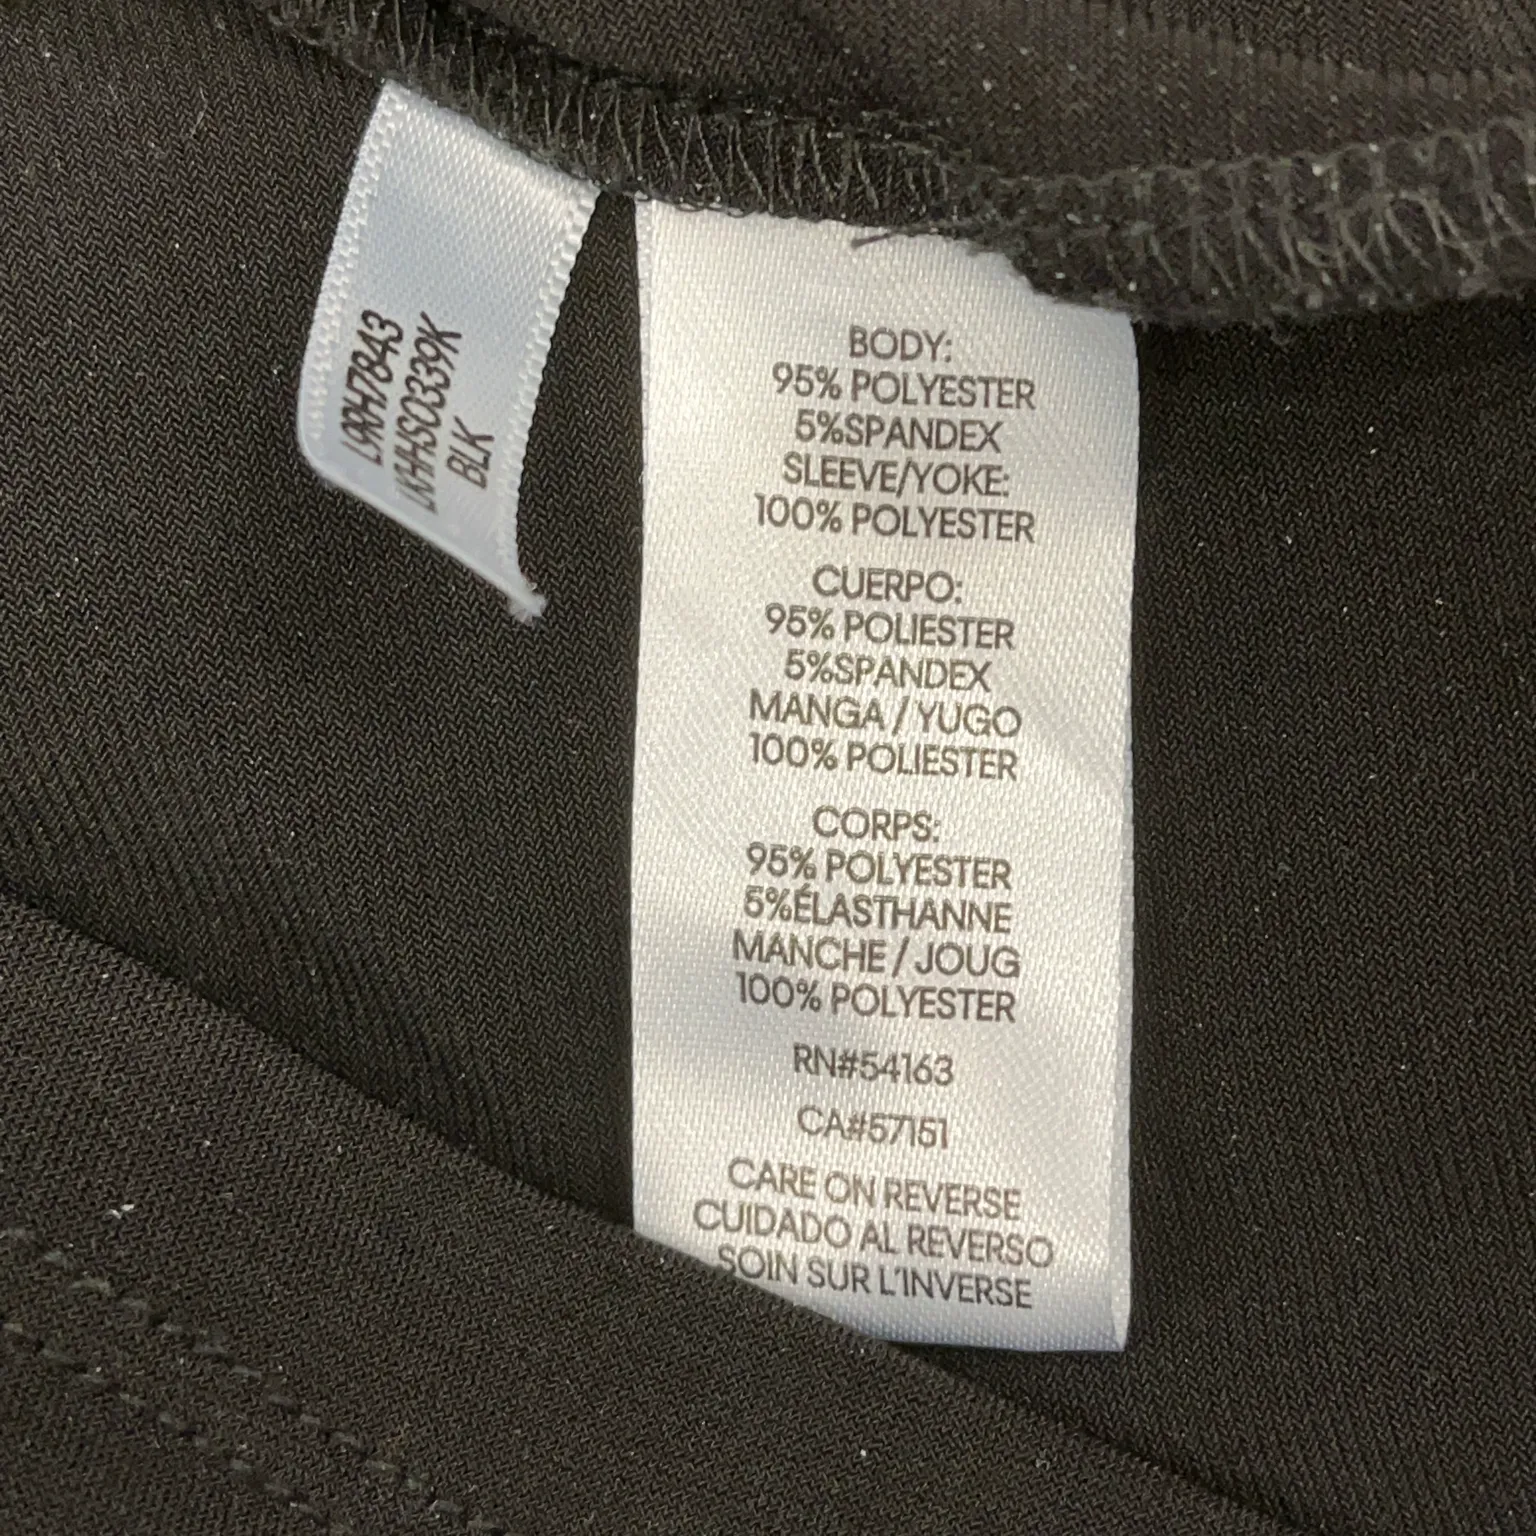 L9RH7843
LKHHS0339K
BLK
BODY:
95% POLYESTER
5%SPANDEX
SLEEVE/YOKE:
100% POLYESTER
CUERPO:
95% POLIESTER
5%SPANDEX
MANGA / YUGO
100% POLIESTER
CORPS:
95% POLYESTER
5%ÉLASTHANNE
MANCHE / JOUG
100% POLYESTER
RN#54163
CA#57151
CARE ON REVERSE
CUIDADO AL REVERSO
SOIN SUR L'INVERSE